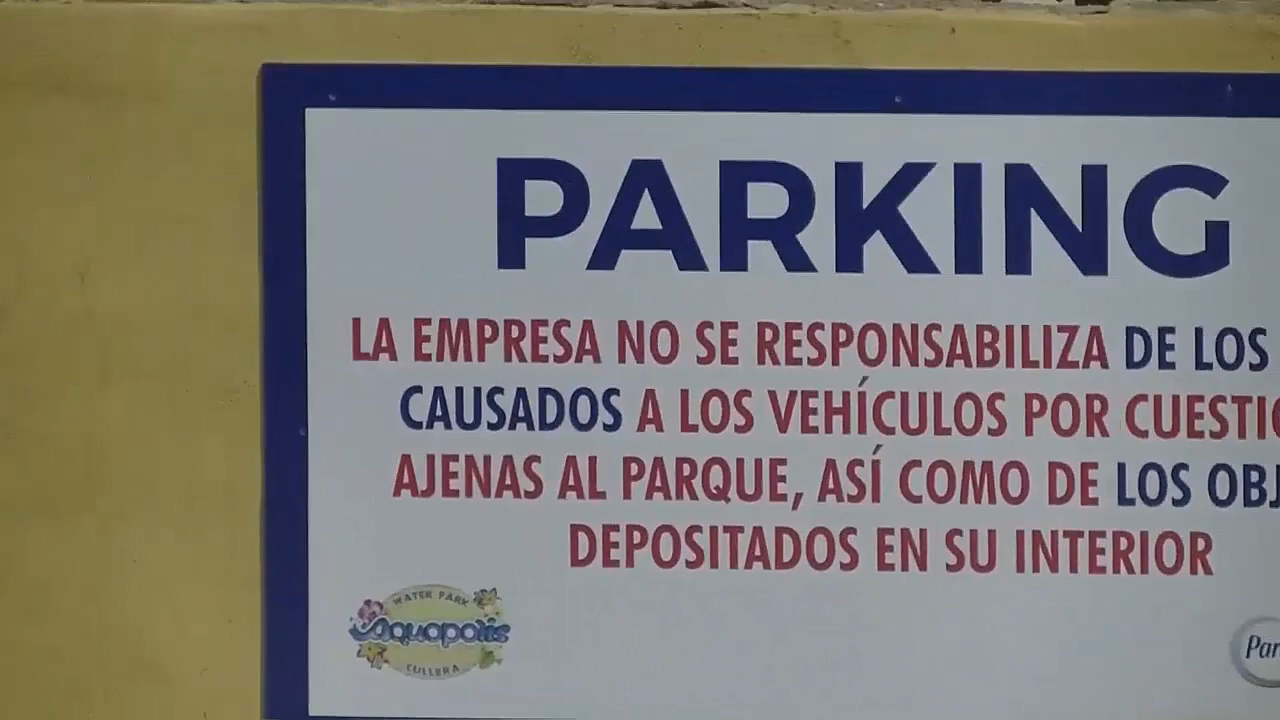 PARKING
LA EMPRESA NO SE RESPONSABILIZA DE LOS
CAUSADOS A LOS VEHÍCULOS POR
AJENAS AL PARQUE, ASÍ COMO DE LOS
DEPOSITADOS EN SU INTERIOR
WATER PARK
Aquopolis
CULLERA